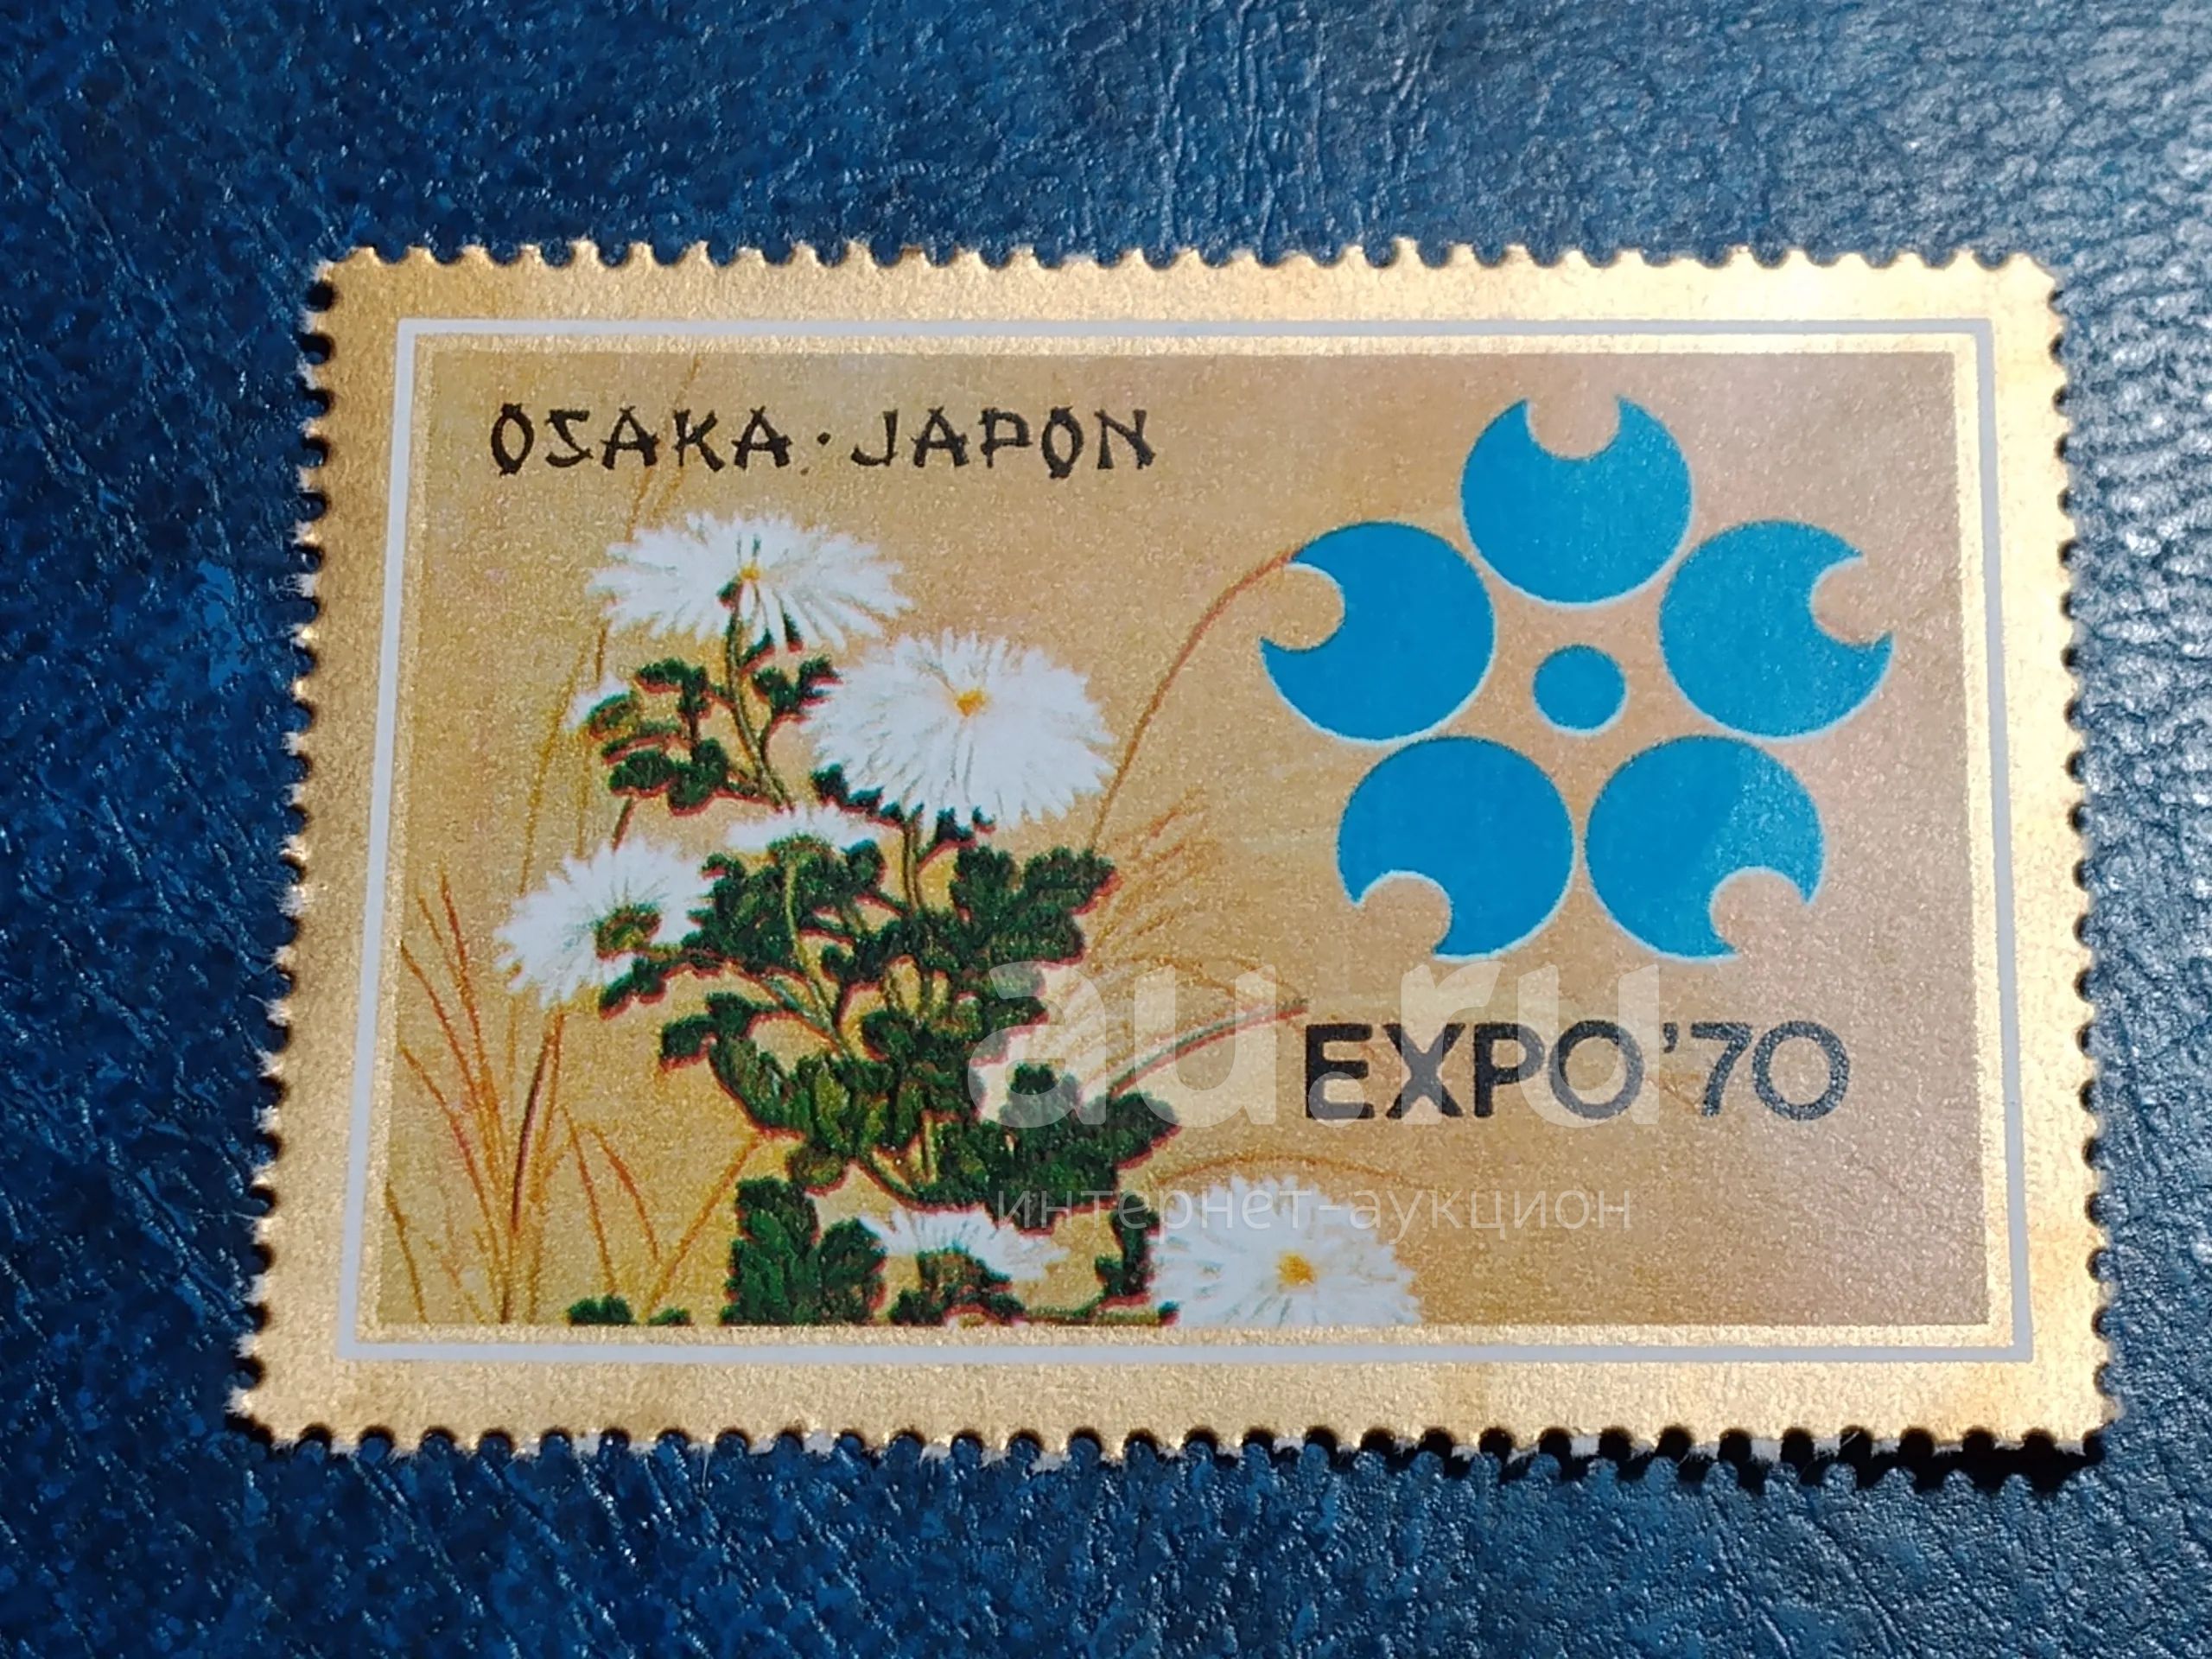 OSAKA · JAPON
EXPO'70
au.ru
интернет-аукцион